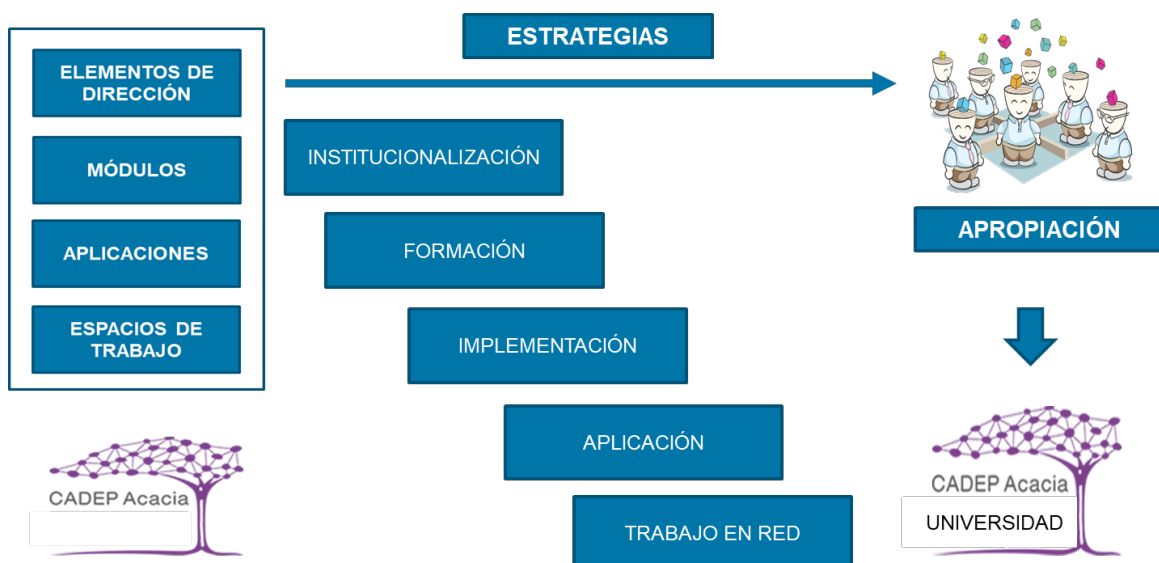 ESTRATEGIAS
ELEMENTOS DE
DIRECCIÓN
MÓDULOS
APLICACIONES
ESPACIOS DE
TRABAJO
INSTITUCIONALIZACIÓN
FORMACIÓN
IMPLEMENTACIÓN
APLICACIÓN
TRABAJO EN RED
APROPIACIÓN
CADEP Acacia
CADEP Acacia
UNIVERSIDAD